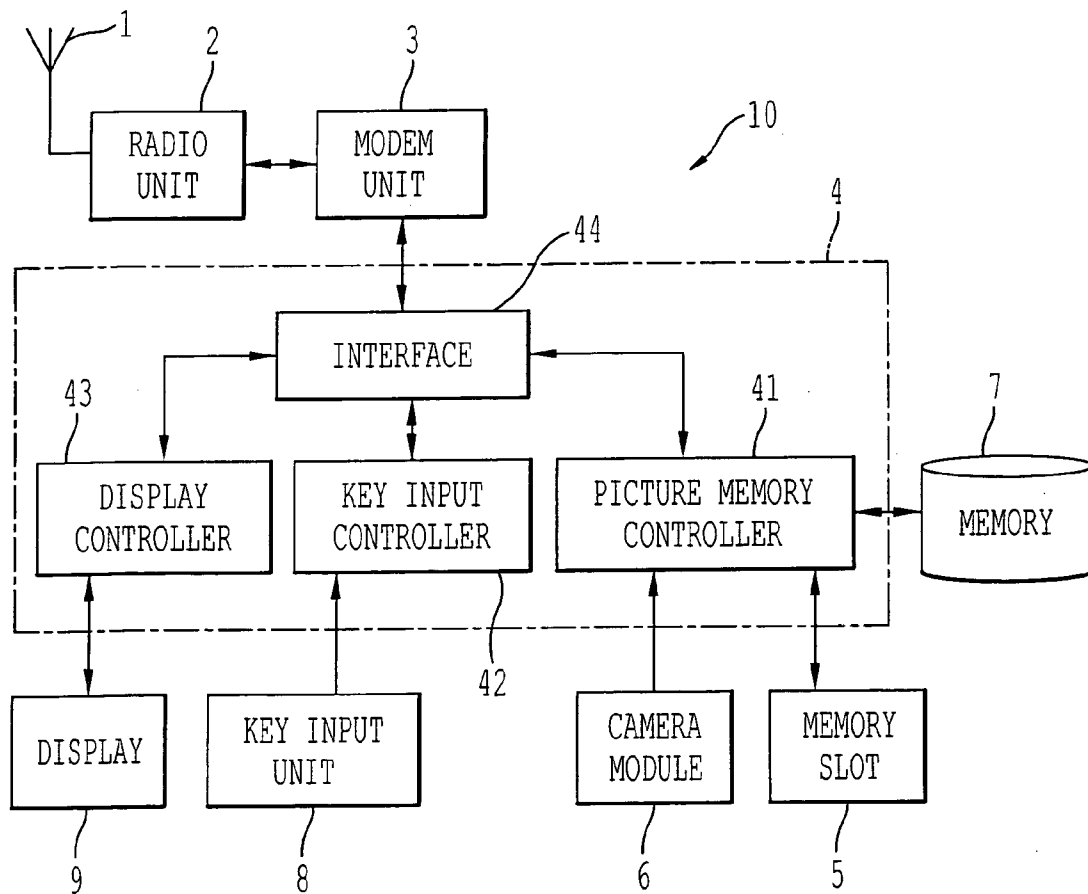 1
2
3
10
RADIO
UNIT
MODEM
UNIT
4
44
INTERFACE
43
41
7
DISPLAY
CONTROLLER
KEY INPUT
CONTROLLER
PICTURE MEMORY
CONTROLLER
MEMORY
42
DISPLAY
KEY INPUT
UNIT
CAMERA
MODULE
MEMORY
SLOT
9
8
6
5